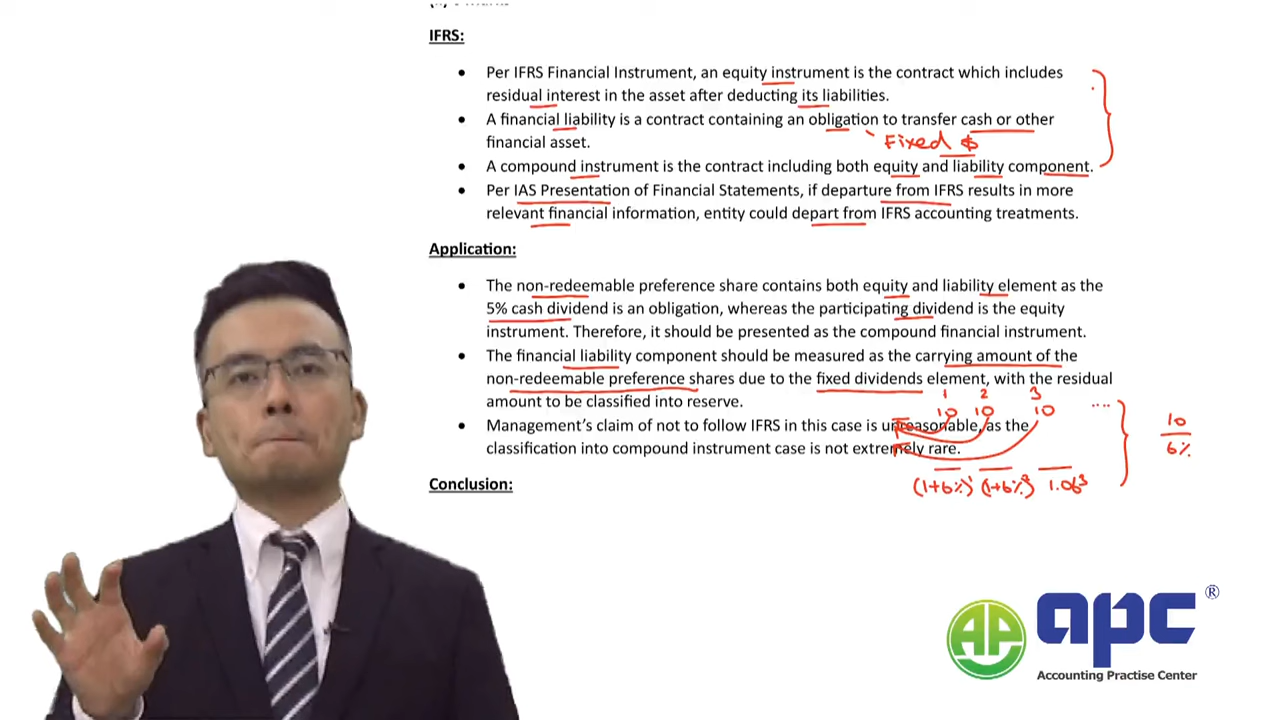 IFRS:
• Per IFRS Financial Instrument, an equity instrument is the contract which includes
residual interest in the asset after deducting its liabilities.
• A financial liability is a contract containing an obligation to transfer cash or other
financial asset.
Fixed $
• A compound instrument is the contract including both equity and liability component.
• Per IAS Presentation of Financial Statements, if departure from IFRS results in more
relevant financial information, entity could depart from IFRS accounting treatments.
Application:
• The non-redeemable preference share contains both equity and liability element as the
5% cash dividend is an obligation, whereas the participating dividend is the equity
instrument. Therefore, it should be presented as the compound financial instrument.
• The financial liability component should be measured as the carrying amount of the
non-redeemable preference shares due to the fixed dividends element, with the residual
amount to be classified into reserve.
1 2 3
10 10 10 ....
• Management's claim of not to follow IFRS in this case is unreasonable, as the
classification into compound instrument case is not extremely rare.
10
6%
(1+6%)¹ (1+6%)² 1.06³
Conclusion:
AP
apc ®
Accounting Practise Center